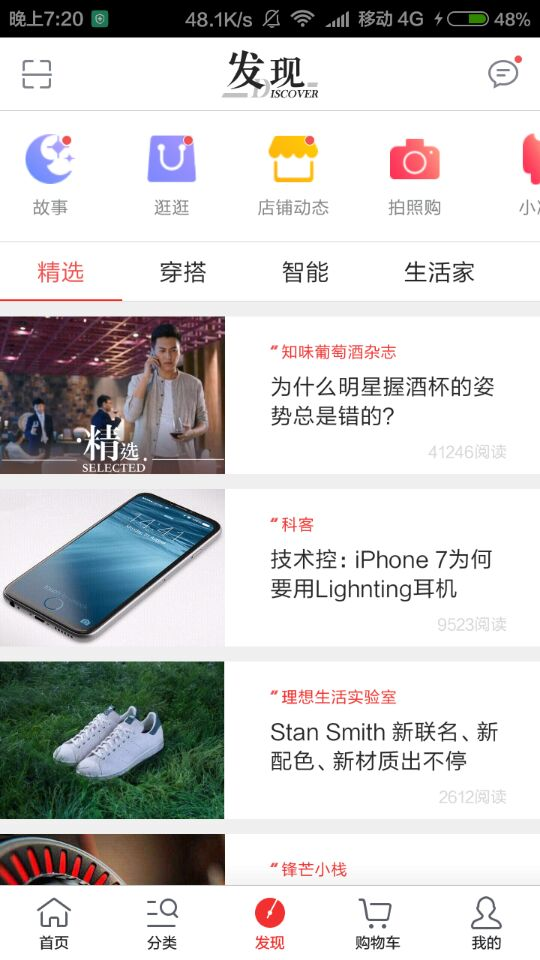 晚上7:20 48.1K/s 移动 4G 48%
发现
DISCOVER
故事 逛逛 店铺动态 拍照购
精选 穿搭 智能 生活家
知味葡萄酒杂志
为什么明星握酒杯的姿
势总是错的?
41246阅读
·精选·
SELECTED
科客
技术控：iPhone 7为何
要用Lighnting耳机
9523阅读
理想生活实验室
Stan Smith 新联名、新
配色、新材质出不停
2612阅读
锋芒小栈
首页 分类 发现 购物车 我的